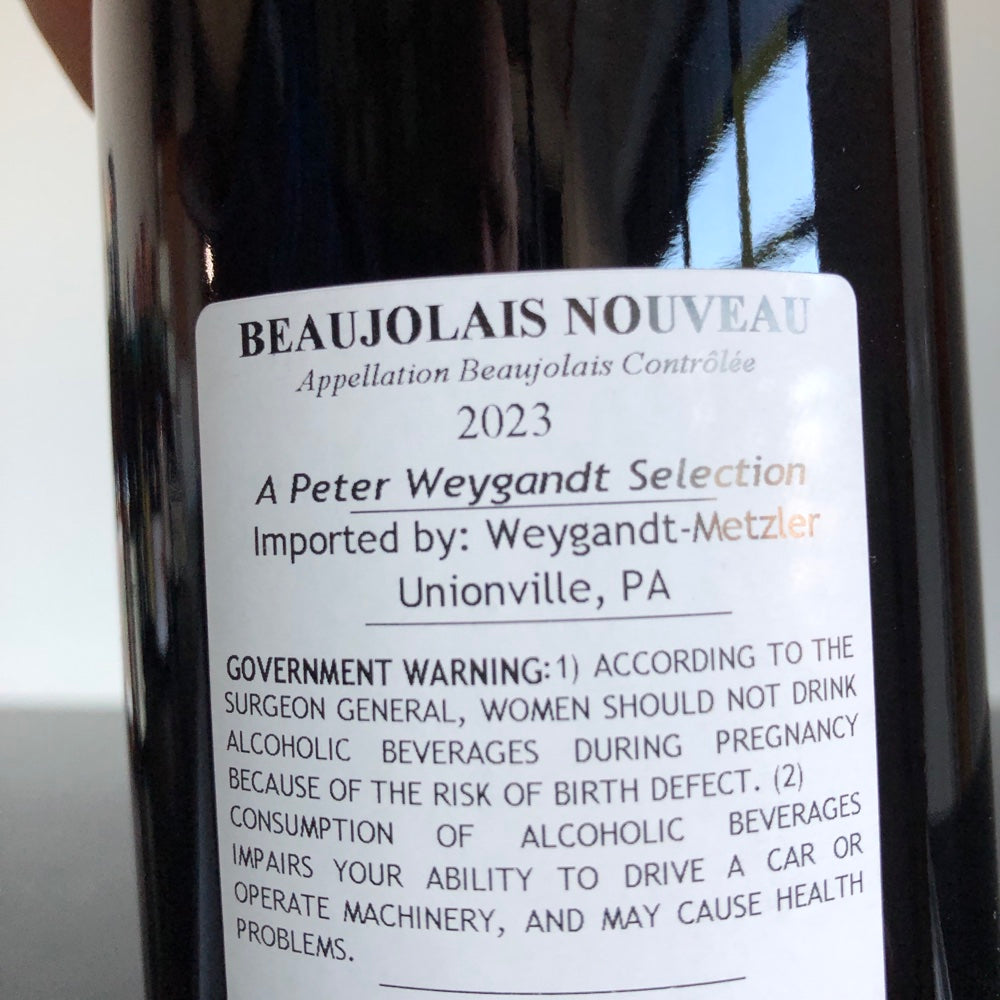 BEAUJOLAIS NOUVEAU
Appellation Beaujolais Contrôlée
2023
A Peter Weygandt Selection
Imported by: Weygandt-Metzler
Unionville, PA
GOVERNMENT WARNING:1) ACCORDING TO THE
SURGEON GENERAL, WOMEN SHOULD NOT DRINK
ALCOHOLIC BEVERAGES DURING PREGNANCY
BECAUSE OF THE RISK OF BIRTH DEFECT. (2)
CONSUMPTION OF ALCOHOLIC BEVERAGES
IMPAIRS YOUR ABILITY TO DRIVE A CAR OR
OPERATE MACHINERY, AND MAY CAUSE HEALTH
PROBLEMS.